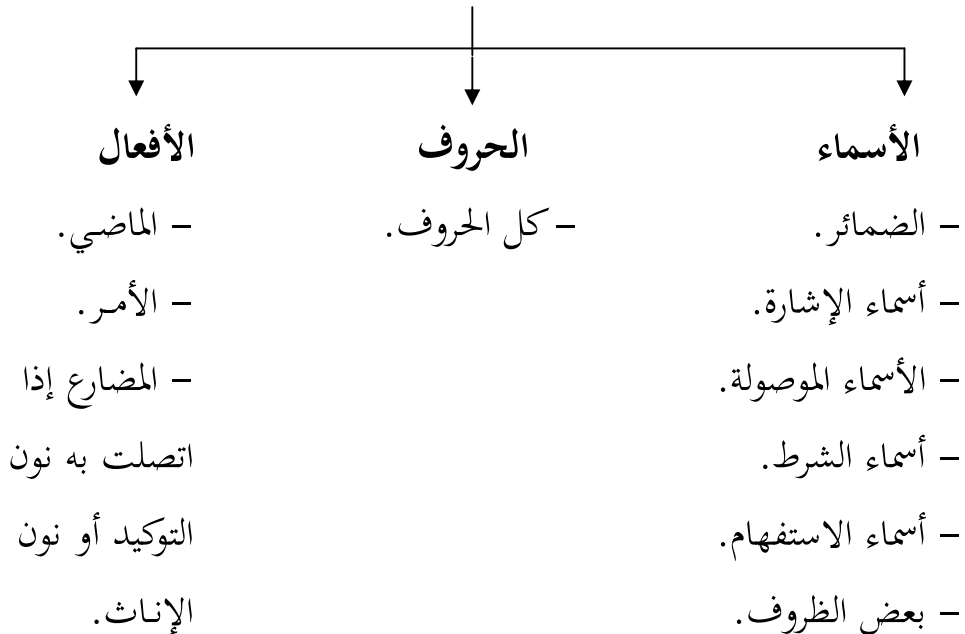 الأسماء الحروف الأفعال
– الضمائر. – كل الحروف. – الماضي.
– أسماء الإشارة. – الأمر.
– الأسماء الموصولة. – المضارع إذا
– أسماء الشرط. اتصلت به نون
– أسماء الاستفهام. التوكيد أو نون
– بعض الظروف. الإناث.